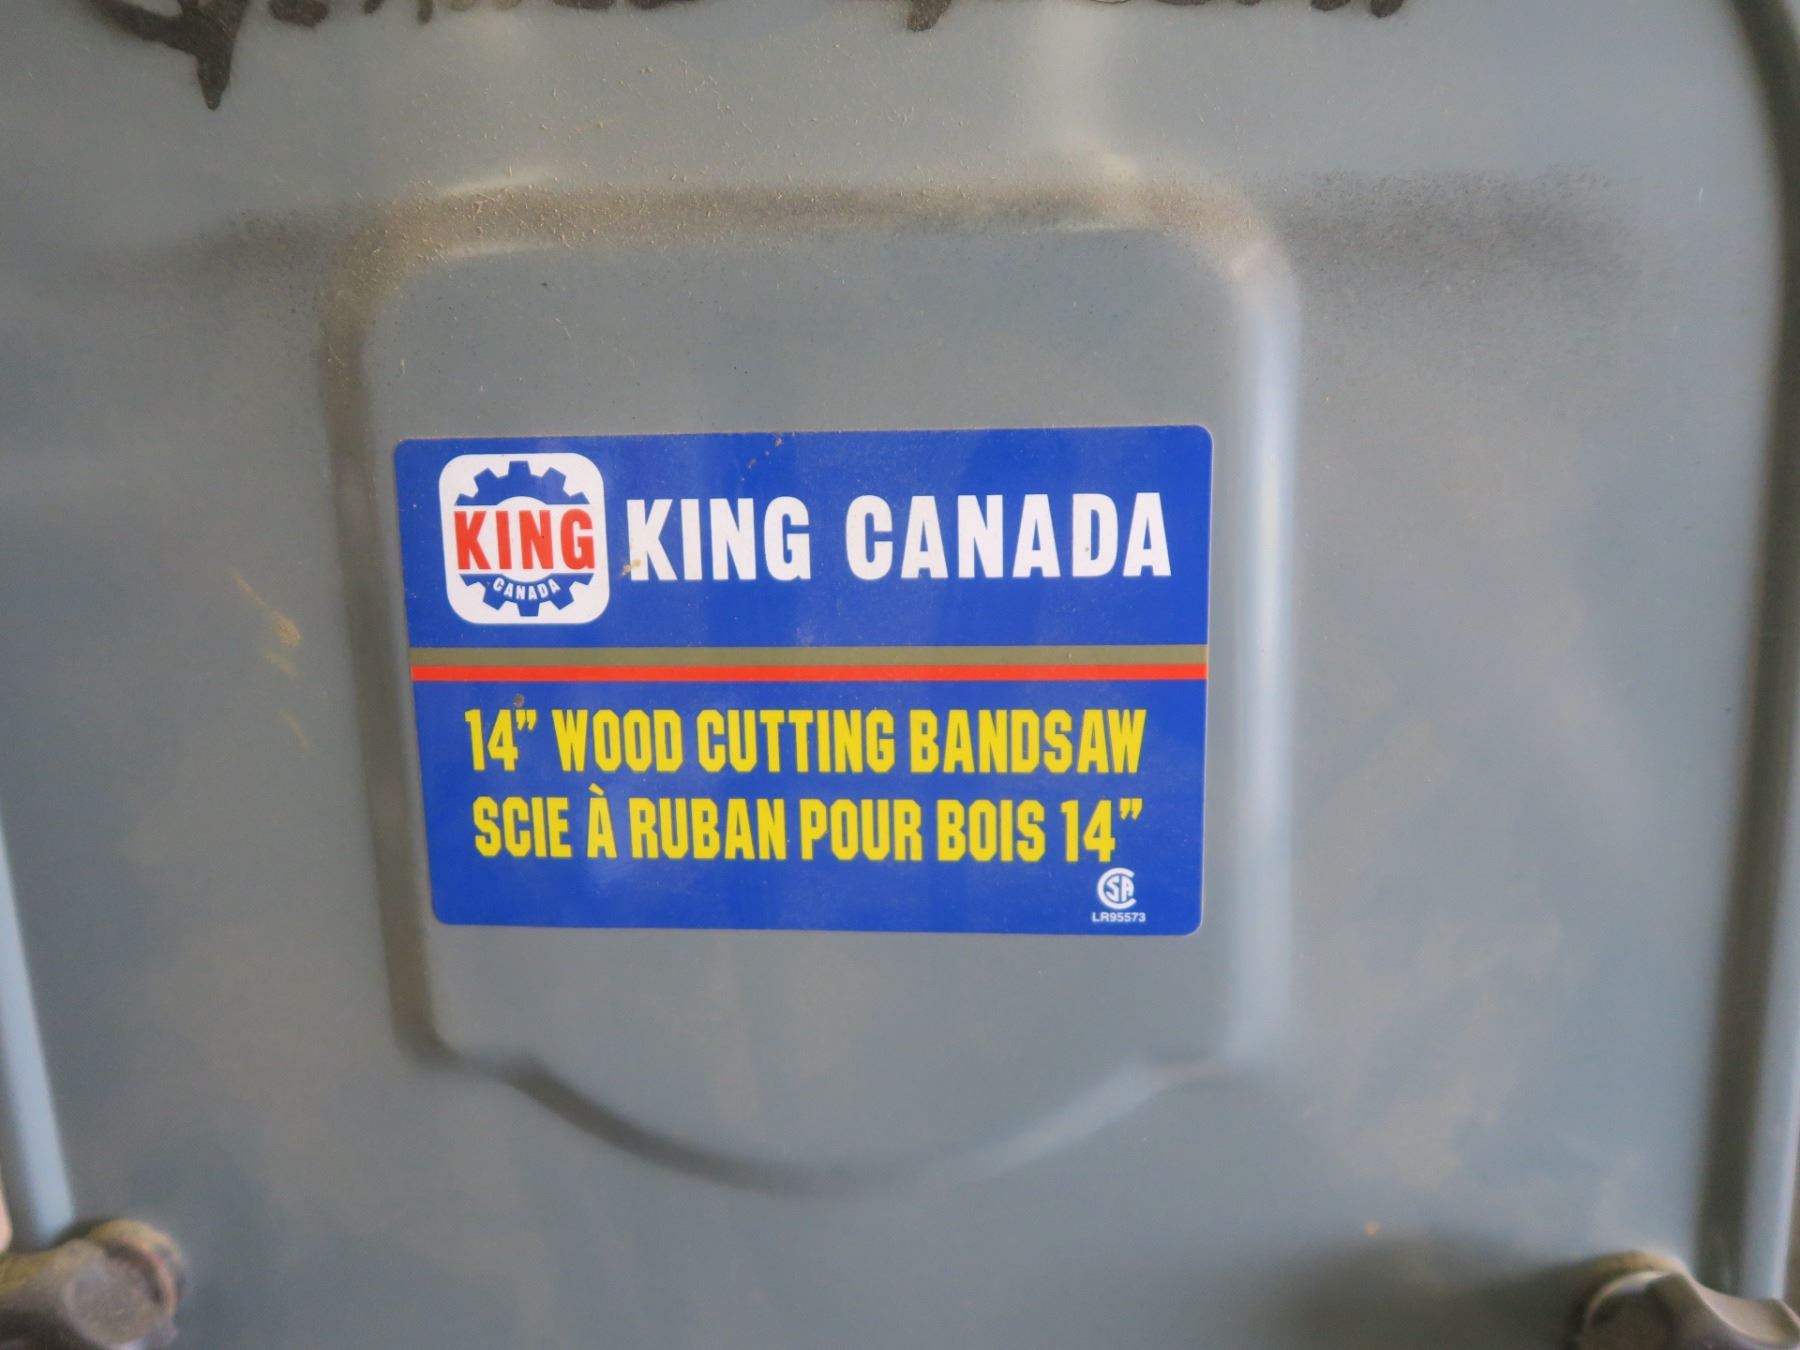 KING
CANADA
KING CANADA
14" WOOD CUTTING BANDSAW
SCIE À RUBAN POUR BOIS 14"
LR95573